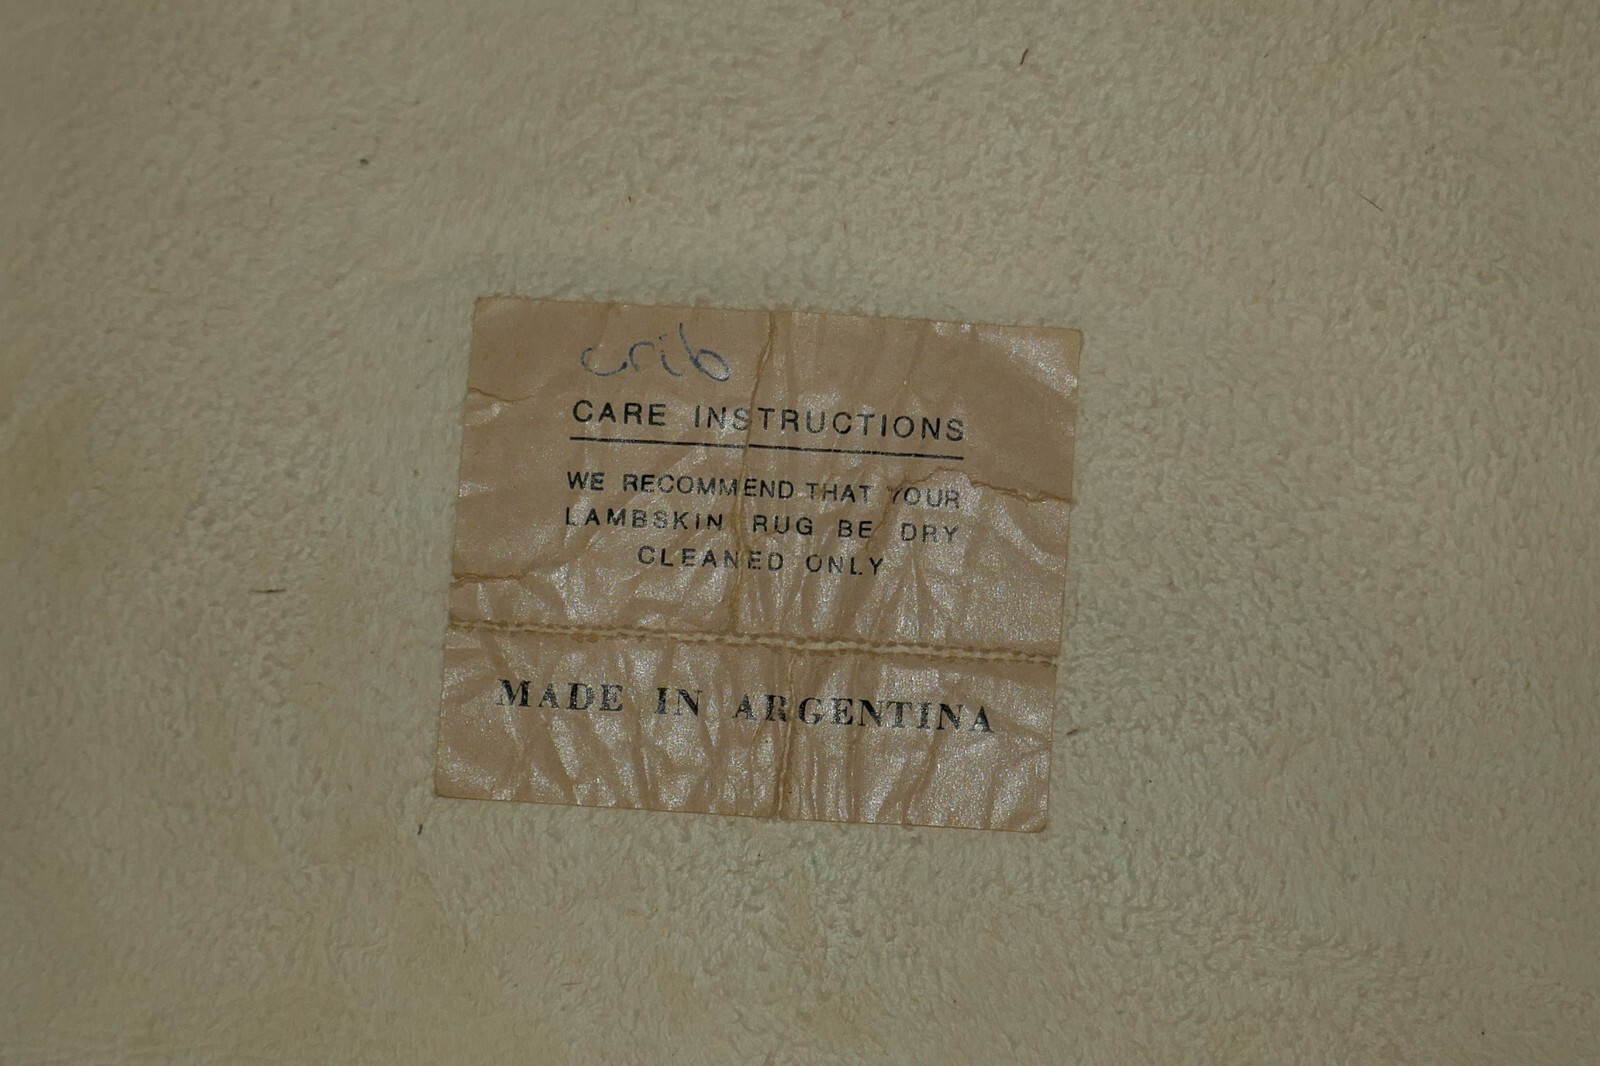 crib
CARE INSTRUCTIONS
WE RECOMMEND THAT YOUR
LAMBSKIN RUG BE DRY
CLEANED ONLY
MADE IN ARGENTINA